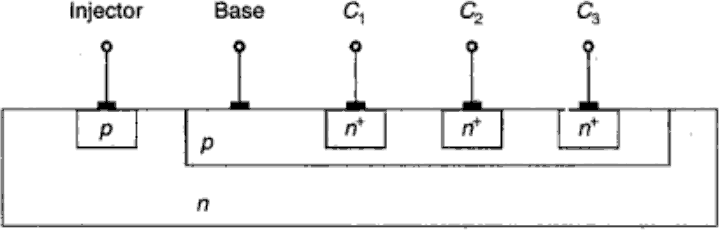 Injector Base C₁ C₂ C₃
p n⁺ n⁺ n⁺
p
n